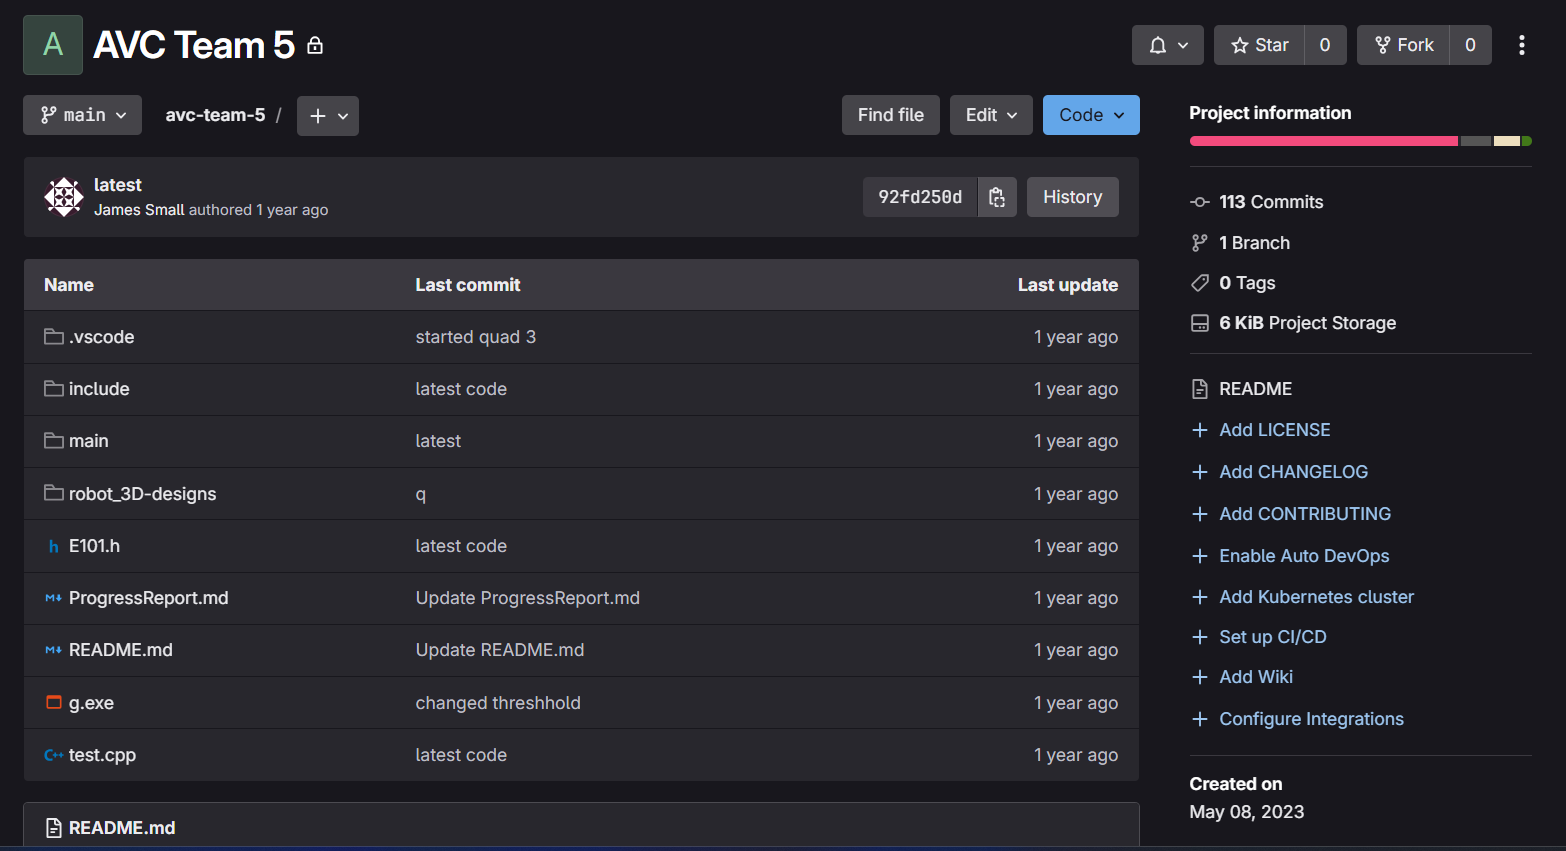 A
AVC Team 5
Star 0
Fork 0
main
avc-team-5 /
Find file
Edit
Code
latest
James Small authored 1 year ago
92fd250d
History
Name Last commit Last update
.vscode started quad 3 1 year ago
include latest code 1 year ago
main latest 1 year ago
robot_3D-designs q 1 year ago
h E101.h latest code 1 year ago
M ProgressReport.md Update ProgressReport.md 1 year ago
M README.md Update README.md 1 year ago
g.exe changed threshhold 1 year ago
C++ test.cpp latest code 1 year ago
README.md
Project information
113 Commits
1 Branch
0 Tags
6 KiB Project Storage
README
Add LICENSE
Add CHANGELOG
Add CONTRIBUTING
Enable Auto DevOps
Add Kubernetes cluster
Set up CI/CD
Add Wiki
Configure Integrations
Created on
May 08, 2023